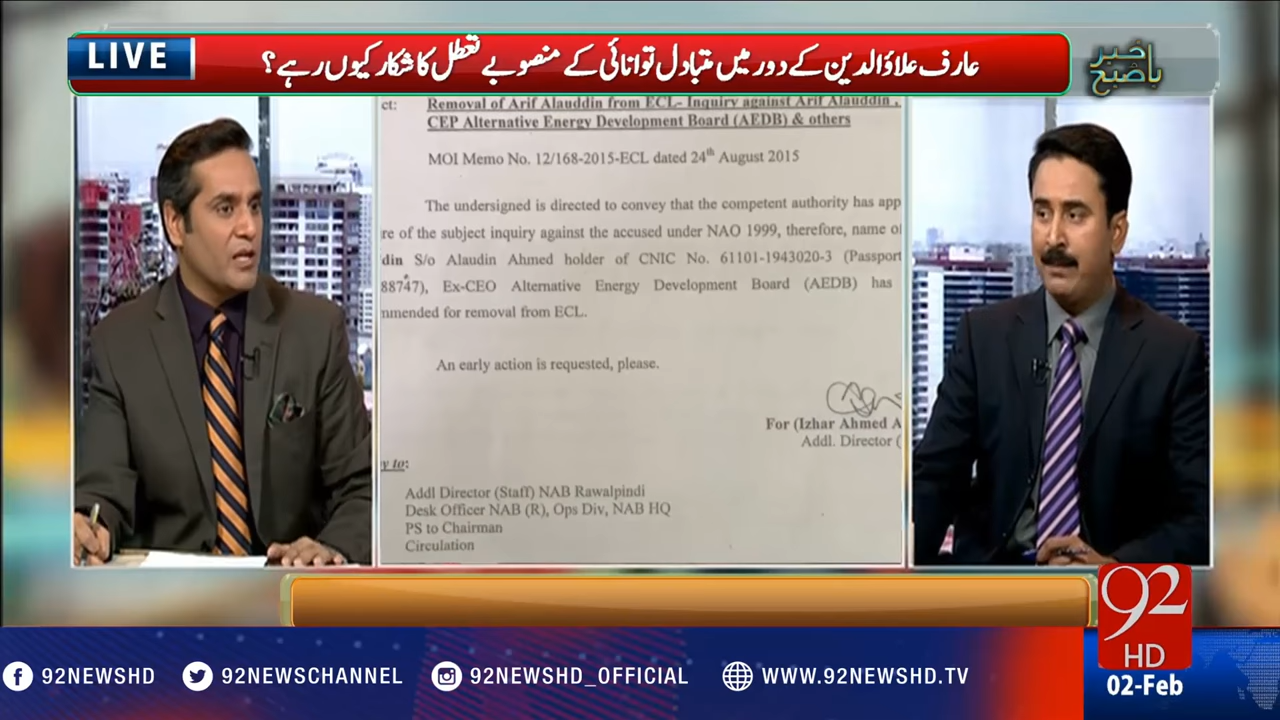 LIVE
عارف علاؤالدین کے دور میں متبادل توانائی کے منصوبے تعطل کا شکار کیوں رہے؟
باخبر صبح
ct: Removal of Arif Alauddin from ECL- Inquiry against Arif Alauddin ,
CEP Alternative Energy Development Board (AEDB) & others
MOI Memo No. 12/168-2015-ECL dated 24th August 2015
The undersigned is directed to convey that the competent authority has app
re of the subject inquiry against the accused under NAO 1999, therefore, name of
din S/o Alaudin Ahmed holder of CNIC No. 61101-1943020-3 (Passport
88747), Ex-CEO Alternative Energy Development Board (AEDB) has
mmended for removal from ECL.
An early action is requested, please.
For (Izhar Ahmed A
Addl. Director (
y to:
Addl Director (Staff) NAB Rawalpindi
Desk Officer NAB (R), Ops Div, NAB HQ
PS to Chairman
Circulation
92
HD
02-Feb
92NEWSHD
92NEWSCHANNEL
92NEWSHD_OFFICIAL
WWW.92NEWSHD.TV